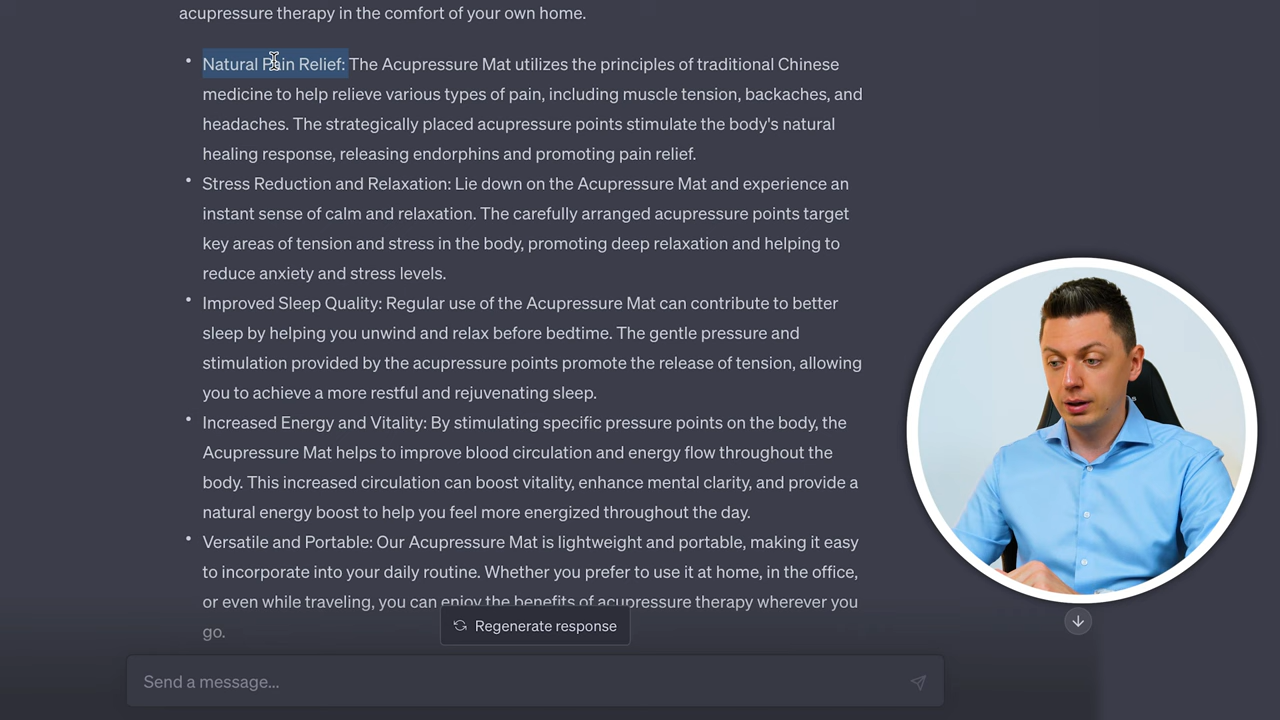 acupressure therapy in the comfort of your own home.
• Natural Pain Relief: The Acupressure Mat utilizes the principles of traditional Chinese
medicine to help relieve various types of pain, including muscle tension, backaches, and
headaches. The strategically placed acupressure points stimulate the body's natural
healing response, releasing endorphins and promoting pain relief.
• Stress Reduction and Relaxation: Lie down on the Acupressure Mat and experience an
instant sense of calm and relaxation. The carefully arranged acupressure points target
key areas of tension and stress in the body, promoting deep relaxation and helping to
reduce anxiety and stress levels.
• Improved Sleep Quality: Regular use of the Acupressure Mat can contribute to better
sleep by helping you unwind and relax before bedtime. The gentle pressure and
stimulation provided by the acupressure points promote the release of tension, allowing
you to achieve a more restful and rejuvenating sleep.
• Increased Energy and Vitality: By stimulating specific pressure points on the body, the
Acupressure Mat helps to improve blood circulation and energy flow throughout the
body. This increased circulation can boost vitality, enhance mental clarity, and provide a
natural energy boost to help you feel more energized throughout the day.
• Versatile and Portable: Our Acupressure Mat is lightweight and portable, making it easy
to incorporate into your daily routine. Whether you prefer to use it at home, in the office,
or even while traveling, you can enjoy the benefits of acupressure therapy wherever you
go.
Regenerate response
Send a message...